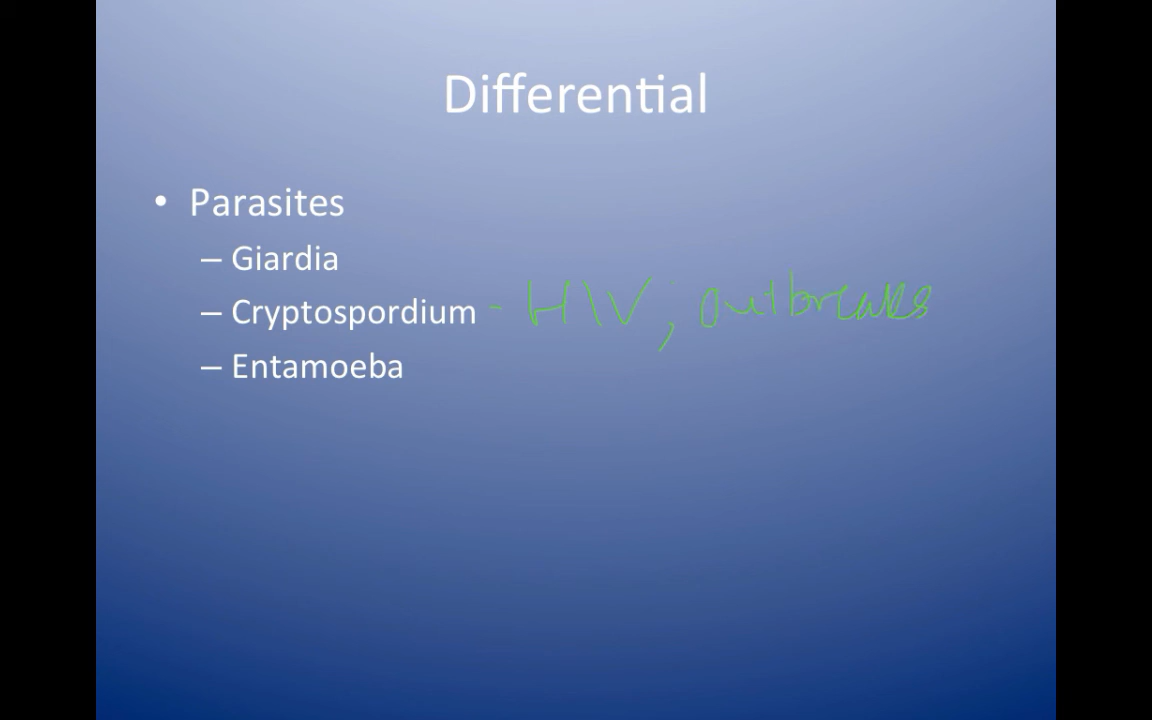 Differential
• Parasites
– Giardia
– Cryptospordium - HIV; outbreaks
– Entamoeba